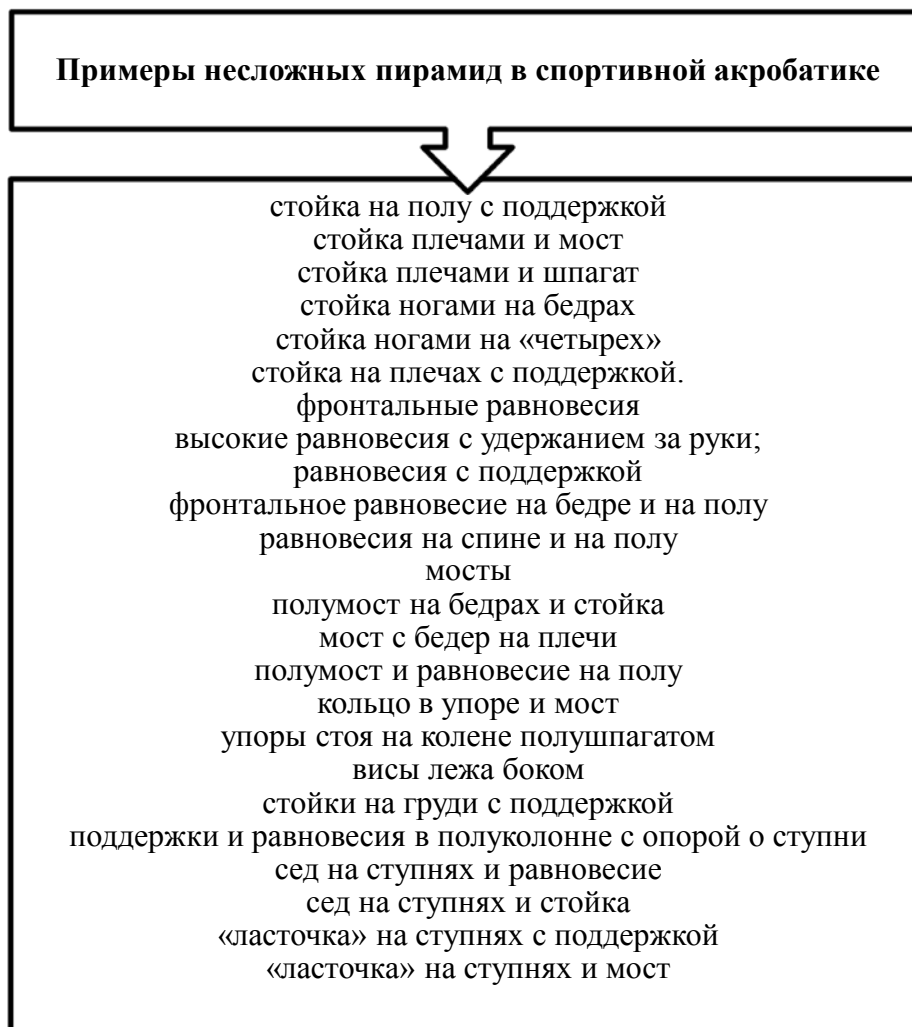 Примеры несложных пирамид в спортивной акробатике
стойка на полу с поддержкой
стойка плечами и мост
стойка плечами и шпагат
стойка ногами на бедрах
стойка ногами на «четырех»
стойка на плечах с поддержкой.
фронтальные равновесия
высокие равновесия с удержанием за руки;
равновесия с поддержкой
фронтальное равновесие на бедре и на полу
равновесия на спине и на полу
мосты
полумост на бедрах и стойка
мост с бедер на плечи
полумост и равновесие на полу
кольцо в упоре и мост
упоры стоя на колене полушпагатом
висы лежа боком
стойки на груди с поддержкой
поддержки и равновесия в полуколонне с опорой о ступни
сед на ступнях и равновесие
сед на ступнях и стойка
«ласточка» на ступнях с поддержкой
«ласточка» на ступнях и мост